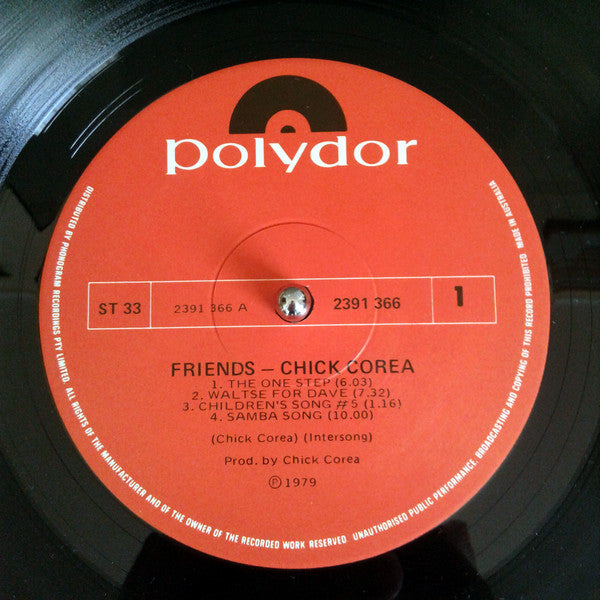 polydor
ST 33
2391 366 A
2391 366
1
FRIENDS – CHICK COREA
1. THE ONE STEP (6.03)
2. WALTSE FOR DAVE (7.32)
3. CHILDREN'S SONG #5 (1.16)
4. SAMBA SONG (10.00)
(Chick Corea) (Intersong)
Prod. by Chick Corea
Ⓟ 1979
DISTRIBUTED BY PHONOGRAM RECORDINGS PTY LIMITED. ALL RIGHTS OF THE MANUFACTURER AND OF THE OWNER OF THE RECORDED WORK RESERVED. UNAUTHORISED PUBLIC PERFORMANCE, BROADCASTING AND COPYING OF THIS RECORD PROHIBITED MADE IN AUSTRALIA